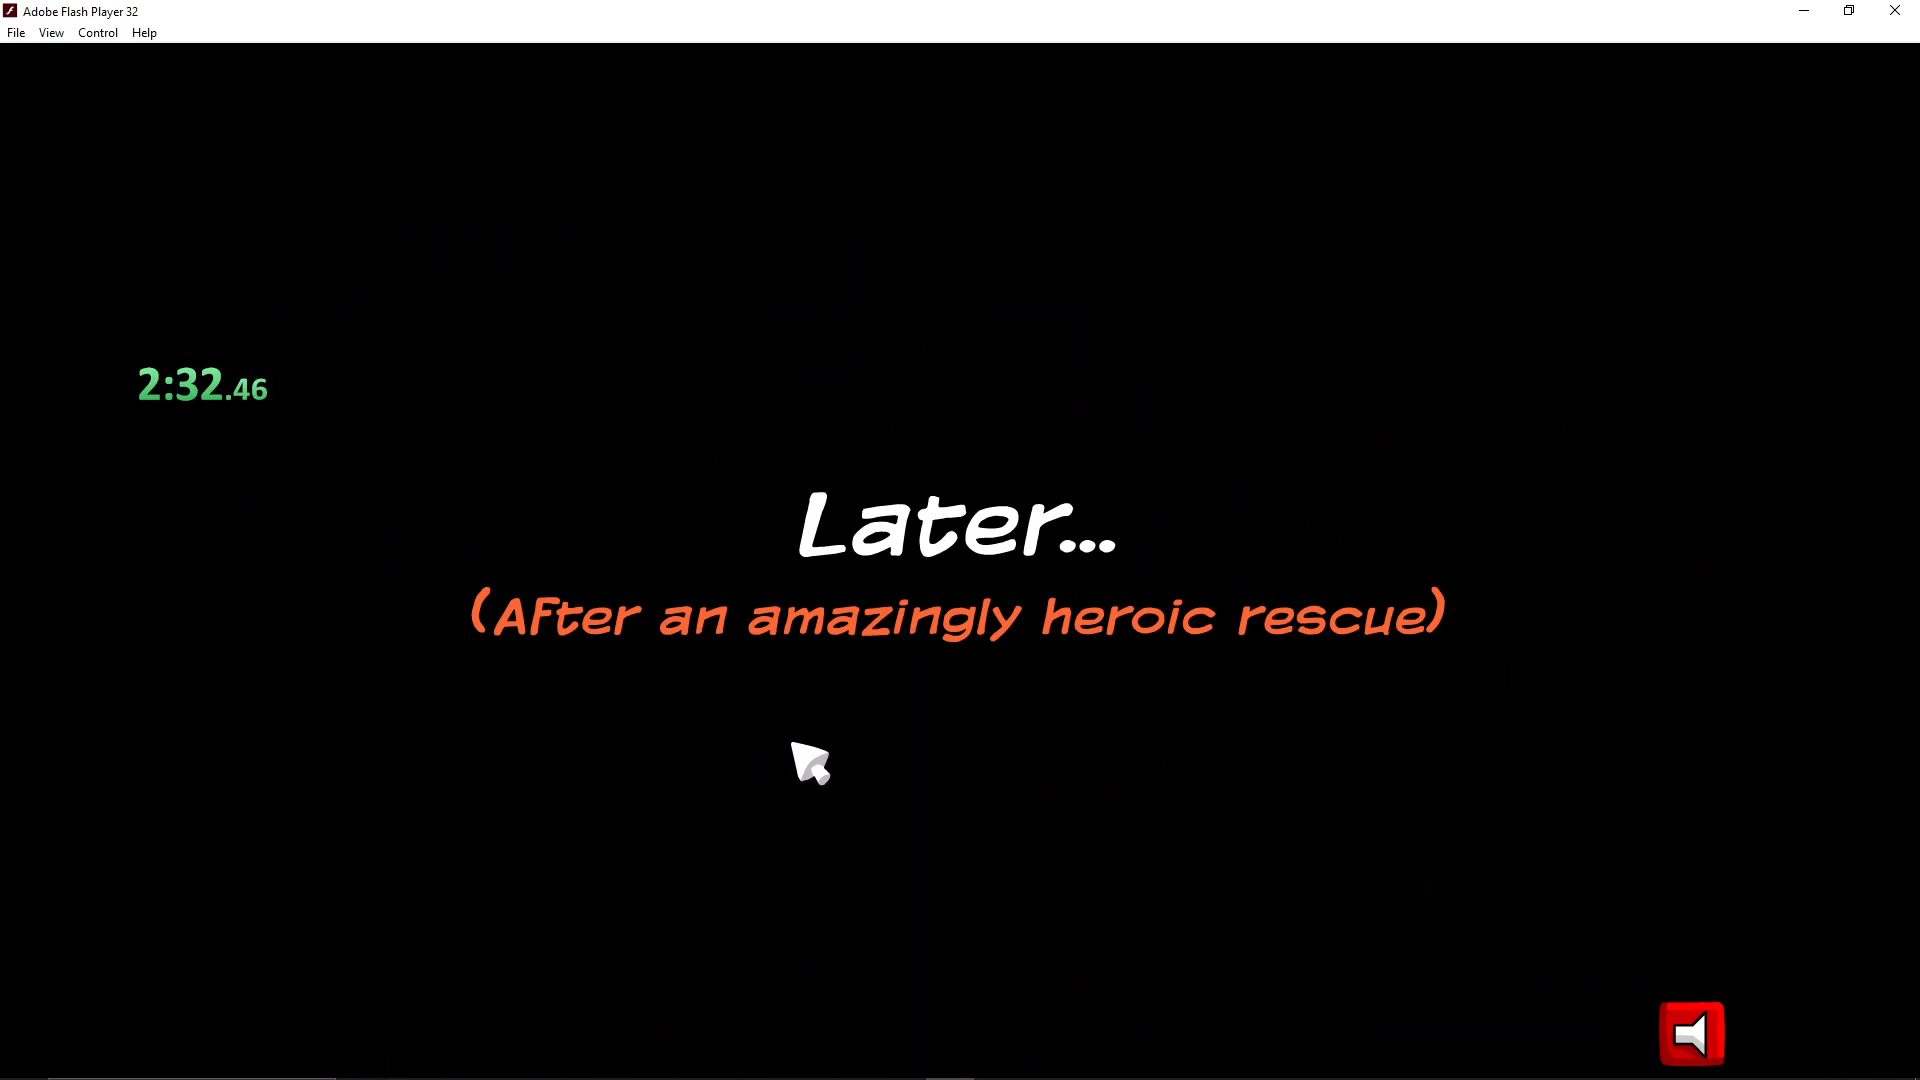 Adobe Flash Player 32
File View Control Help
2:32.46
Later...
(After an amazingly heroic rescue)